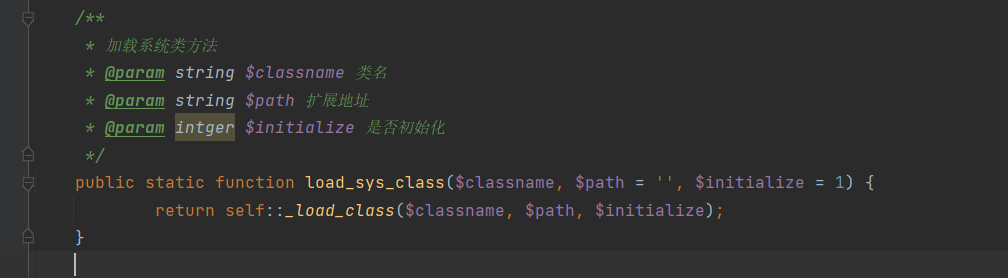 /**
 * 加载系统类方法
 * @param string $classname 类名
 * @param string $path 扩展地址
 * @param intger $initialize 是否初始化
 */
public static function load_sys_class($classname, $path = '', $initialize = 1) {
        return self::_load_class($classname, $path, $initialize);
}